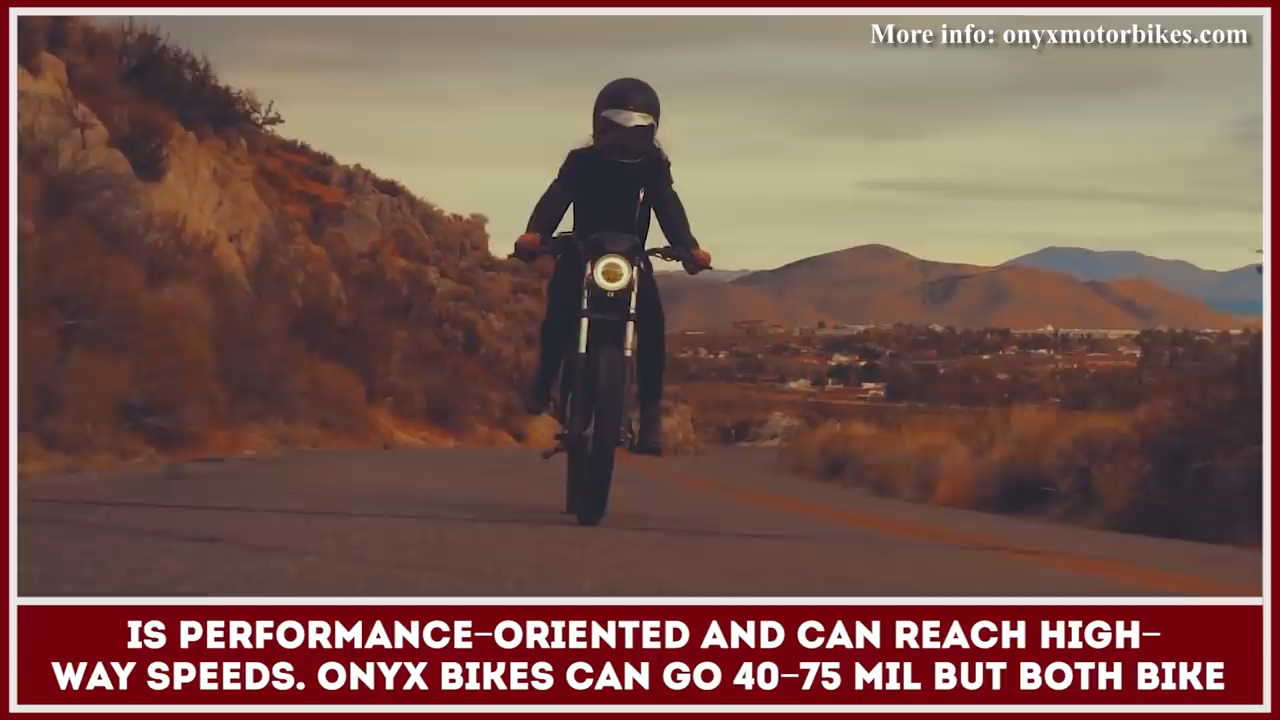 More info: onyxmotorbikes.com
IS PERFORMANCE-ORIENTED AND CAN REACH HIGH-
WAY SPEEDS. ONYX BIKES CAN GO 40-75 MIL BUT BOTH BIKE